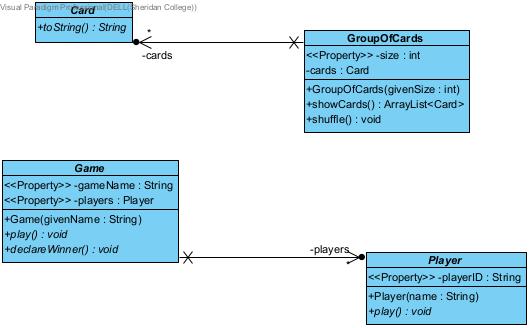 Visual Paradigm Professional(DELL(Sheridan College))
Card
+toString() : String
*
-cards
GroupOfCards
<<Property>> -size : int
-cards : Card
+GroupOfCards(givenSize : int)
+showCards() : ArrayList<Card>
+shuffle() : void
Game
<<Property>> -gameName : String
<<Property>> -players : Player
+Game(givenName : String)
+play() : void
+declareWinner() : void
-players
*
Player
<<Property>> -playerID : String
+Player(name : String)
+play() : void